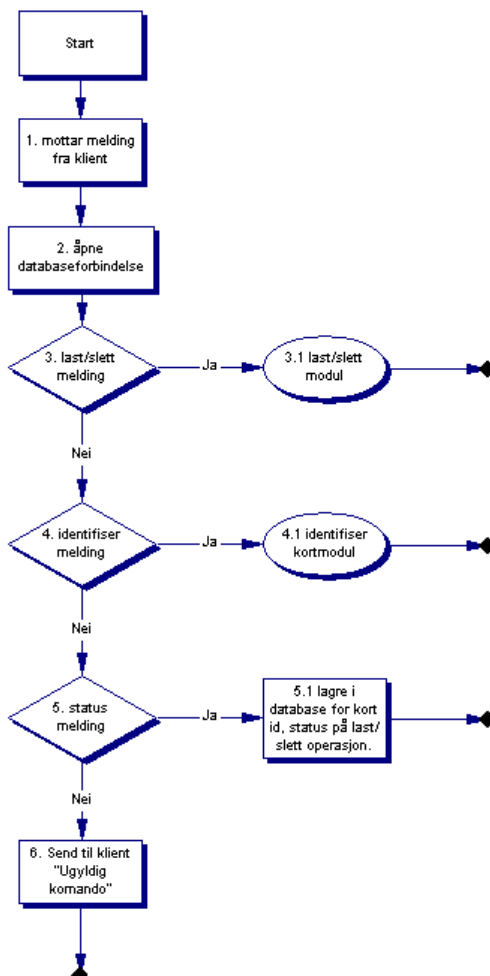 Start
1. mottar melding
fra klient
2. åpne
databaseforbindelse
3. last/slett
melding
Ja
3.1 last/slett
modul
Nei
4. identifiser
melding
Ja
4.1 identifiser
kortmodul
Nei
5. status
melding
Ja
5.1 lagre i
database for kort
id, status på last/
slett operasjon.
Nei
6. Send til klient
"Ugyldig
komando"